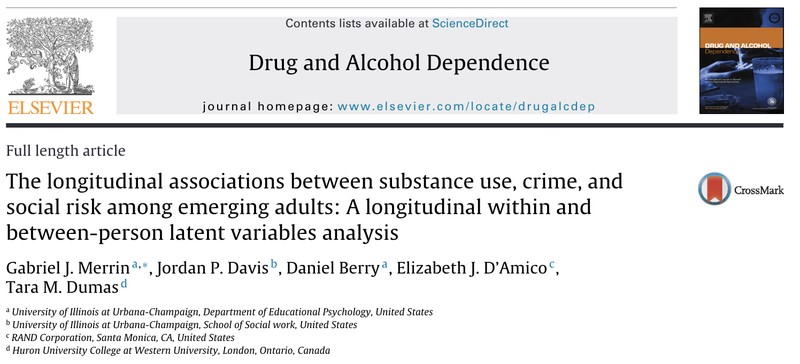 Contents lists available at ScienceDirect
Drug and Alcohol Dependence
journal homepage: www.elsevier.com/locate/drugalcdep
ELSEVIER
DRUG AND ALCOHOL
Dependence
Full length article
The longitudinal associations between substance use, crime, and
social risk among emerging adults: A longitudinal within and
between-person latent variables analysis
CrossMark
Gabriel J. Merrin a,*, Jordan P. Davis b, Daniel Berry a, Elizabeth J. D'Amico c,
Tara M. Dumas d
a University of Illinois at Urbana-Champaign, Department of Educational Psychology, United States
b University of Illinois at Urbana-Champaign, School of Social work, United States
c RAND Corporation, Santa Monica, CA, United States
d Huron University College at Western University, London, Ontario, Canada